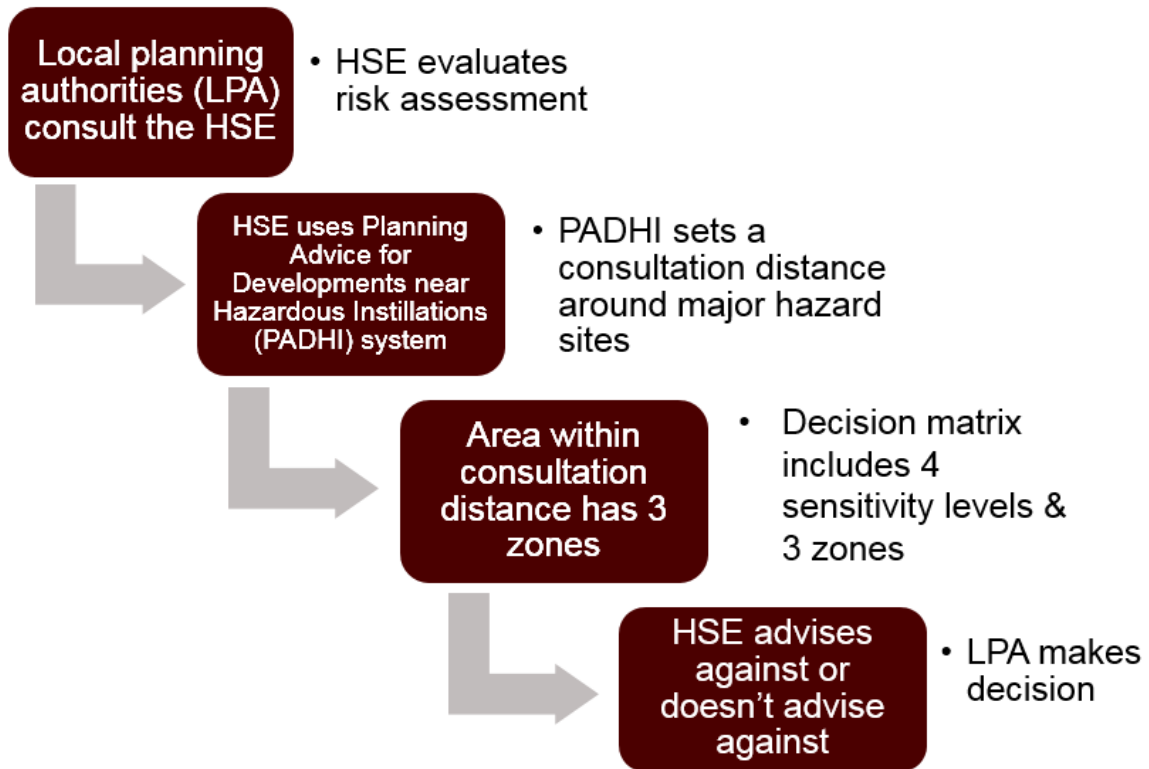 Local planning
authorities (LPA)
consult the HSE
• HSE evaluates
risk assessment
HSE uses Planning
Advice for
Developments near
Hazardous Instillations
(PADHI) system
• PADHI sets a
consultation distance
around major hazard
sites
Area within
consultation
distance has 3
zones
• Decision matrix
includes 4
sensitivity levels &
3 zones
HSE advises
against or
doesn’t advise
against
• LPA makes
decision